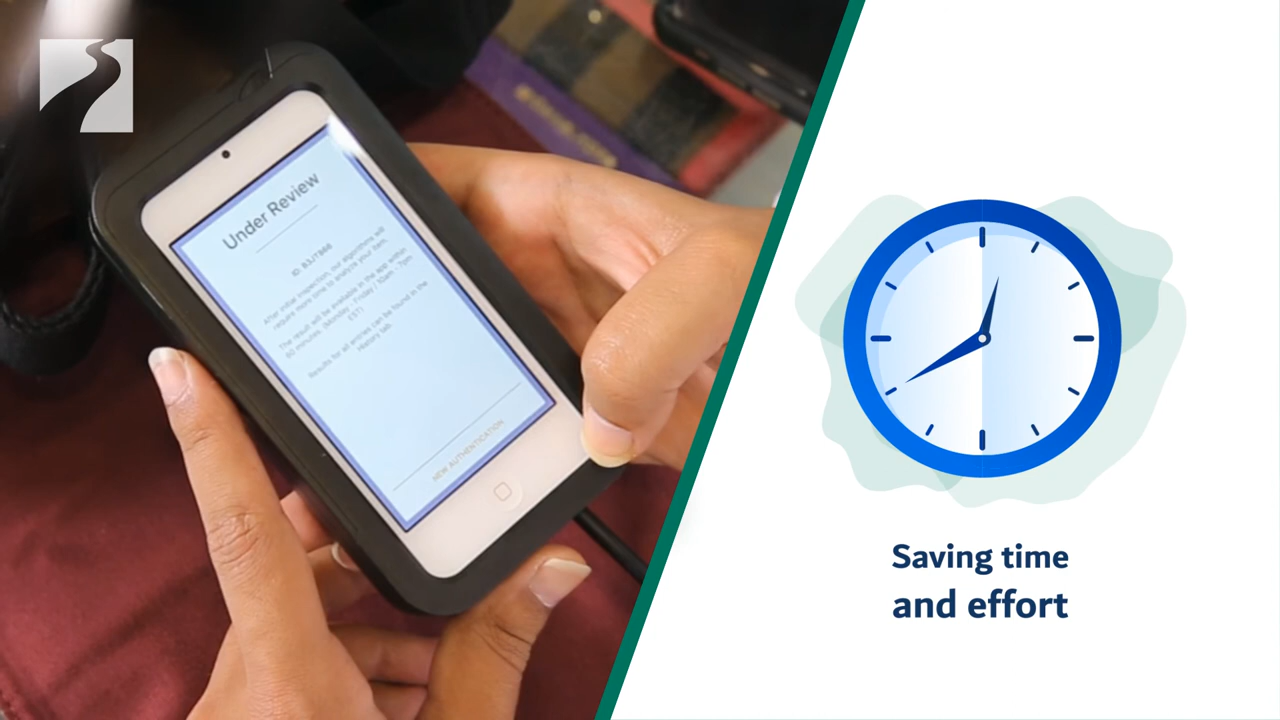 Under Review
ID: B3JT866
After initial inspection, our algorithms will
require more time to analyze your item.
The result will be available in the app within
60 minutes. (Monday - Friday / 10am - 7pm
EST)
Results for all entries can be found in the
History tab
NEW AUTHENTICATION
Saving time
and effort